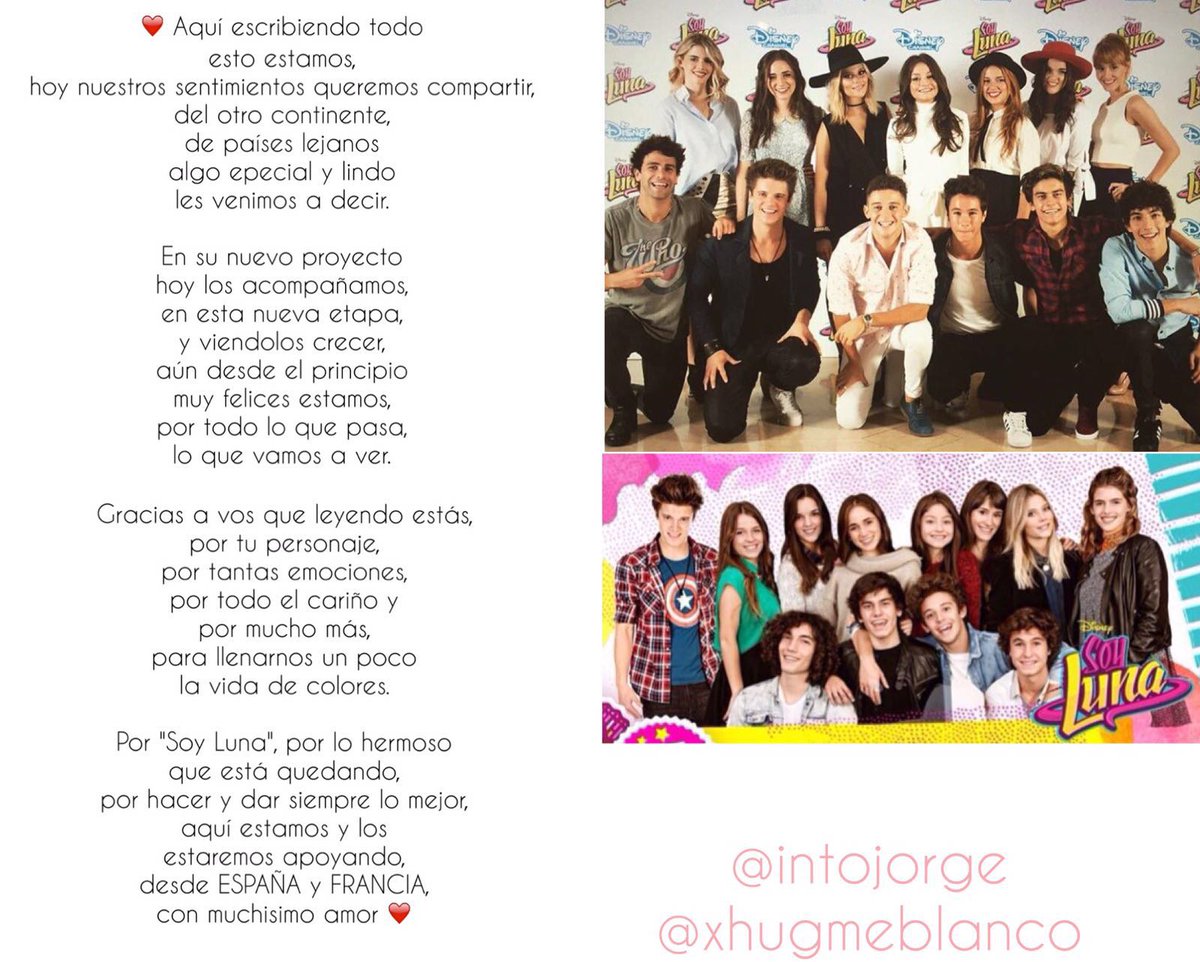 ❤️ Aquí escribiendo todo
esto estamos,
hoy nuestros sentimientos queremos compartir,
del otro continente,
de países lejanos
algo epecial y lindo
les venimos a decir.
En su nuevo proyecto
hoy los acompañamos,
en esta nueva etapa,
y viendolos crecer,
aún desde el principio
muy felices estamos,
por todo lo que pasa,
lo que vamos a ver.
Gracias a vos que leyendo estás,
por tu personaje,
por tantas emociones,
por todo el cariño y
por mucho más,
para llenarnos un poco
la vida de colores.
Por "Soy Luna", por lo hermoso
que está quedando,
por hacer y dar siempre lo mejor,
aquí estamos y los
estaremos apoyando,
desde ESPAÑA y FRANCIA,
con muchisimo amor ❤️
SOY
LUNA
Disney
CHANNEL
The Who
Disney
SOY
Luna
@intojorge
@xhugmeblanco